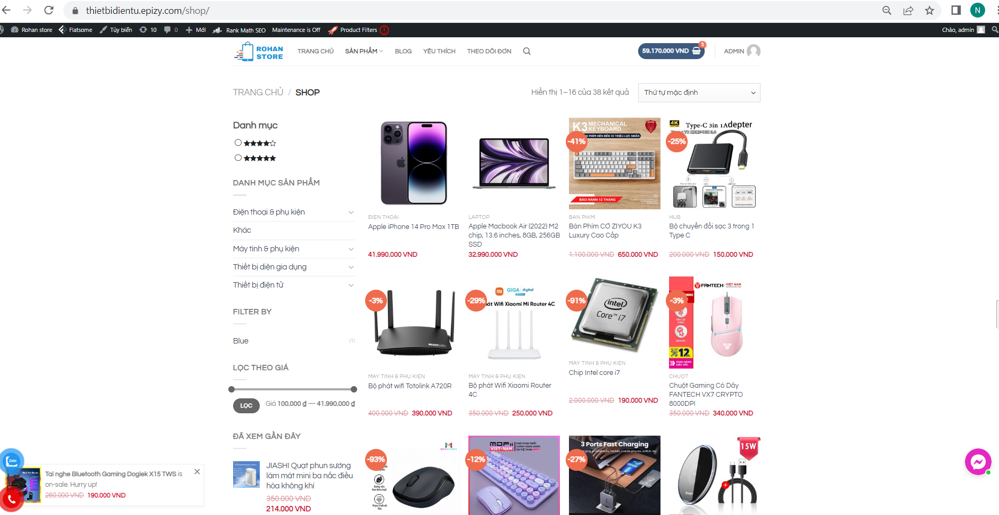 thietbidientu.epizy.com/shop/
N
Rohan store
Flatsome
Tùy biến
10
0
Mới
Rank Math SEO
Maintenance is Off
Product Filters
Chào, admin
ROHAN
STORE
TRANG CHỦ
SẢN PHẨM
BLOG
YÊU THÍCH
THEO DÕI ĐƠN
59.170.000 VND
3
ADMIN
TRANG CHỦ / SHOP
Hiển thị 1–16 của 38 kết quả
Thứ tự mặc định
Danh mục
DANH MỤC SẢN PHẨM
Điện thoại & phụ kiện
Khác
Máy tính & phụ kiện
Thiết bị điện gia dụng
Thiết bị điện tử
FILTER BY
Blue
(1)
LỌC THEO GIÁ
LỌC
Giá 100.000 ₫ — 41.990.000 ₫
ĐÃ XEM GẦN ĐÂY
JIASHI Quạt phun sương
làm mát mini ba nấc điều
hòa không khí
350.000 VND
214.000 VND
ĐIỆN THOẠI
Apple iPhone 14 Pro Max 1TB
41.990.000 VND
LAPTOP
Apple Macbook Air (2022) M2
chip, 13.6 inches, 8GB, 256GB
SSD
32.990.000 VND
K3 MECHANICAL
KEYBOARD
-41%
BẢO HÀNH 12 THÁNG
BÀN PHÍM
Bàn Phím CƠ ZIYOU K3
Luxury Cao Cấp
1.100.000 VND 650.000 VND
4K
Type-C 3in 1Adepter
-25%
HUB
Bộ chuyển đổi sạc 3 trong 1
Type C
200.000 VND 150.000 VND
-3%
MÁY TÍNH & PHỤ KIỆN
Bộ phát wifi Totolink A720R
400.000 VND 390.000 VND
GIGA digital
-29%
Wifi Xiaomi Mi Router 4C
MÁY TÍNH & PHỤ KIỆN
Bộ phát Wifi Xiaomi Router
4C
350.000 VND 250.000 VND
-91%
intel
Core™ i7
MÁY TÍNH & PHỤ KIỆN
Chip Intel core i7
2.000.000 VND 190.000 VND
FANTECH VIỆT NAM
-3%
12
CHUỘT
Chuột Gaming Có Dây
FANTECH VX7 CRYPTO
8000DPI
350.000 VND 340.000 VND
-93%
MOFii
VIỆT NAM
-12%
3 Ports Fast Charging
-27%
15W
Zalo
Tai nghe Bluetooth Gaming Dogiek X15 TWS is
on-sale. Hurry up!
260.000 VND 190.000 VND